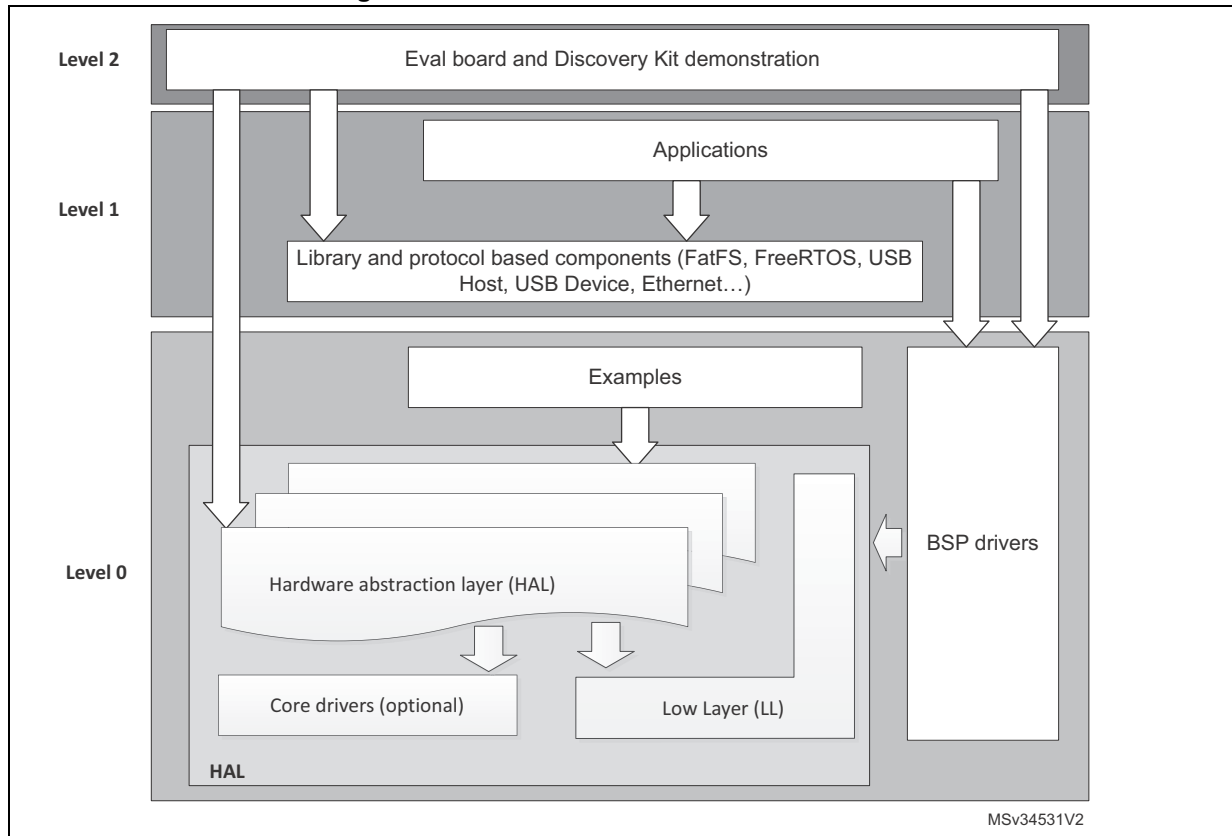 Level 2
Eval board and Discovery Kit demonstration
Applications
Level 1
Library and protocol based components (FatFS, FreeRTOS, USB
Host, USB Device, Ethernet…)
Examples
BSP drivers
Level 0
Hardware abstraction layer (HAL)
Core drivers (optional)
Low Layer (LL)
HAL
MSv34531V2